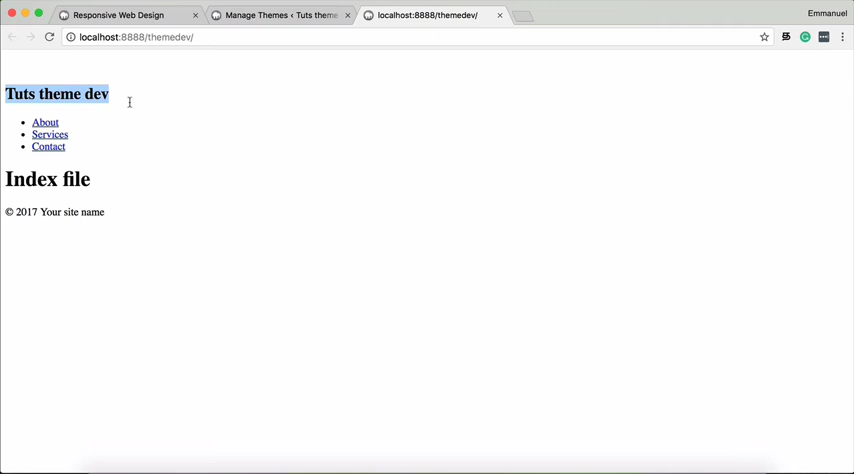 Responsive Web Design
Manage Themes ‹ Tuts theme
localhost:8888/themedev/
Emmanuel
localhost:8888/themedev/
Tuts theme dev
About
Services
Contact
Index file
© 2017 Your site name